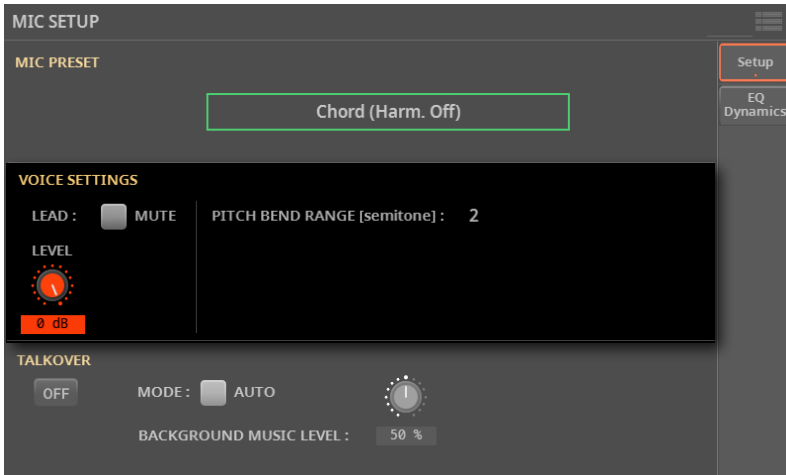 MIC SETUP
MIC PRESET
Setup
Chord (Harm. Off)
EQ
Dynamics
VOICE SETTINGS
LEAD : MUTE PITCH BEND RANGE [semitone] : 2
LEVEL
0 dB
TALKOVER
OFF MODE : AUTO
BACKGROUND MUSIC LEVEL : 50 %